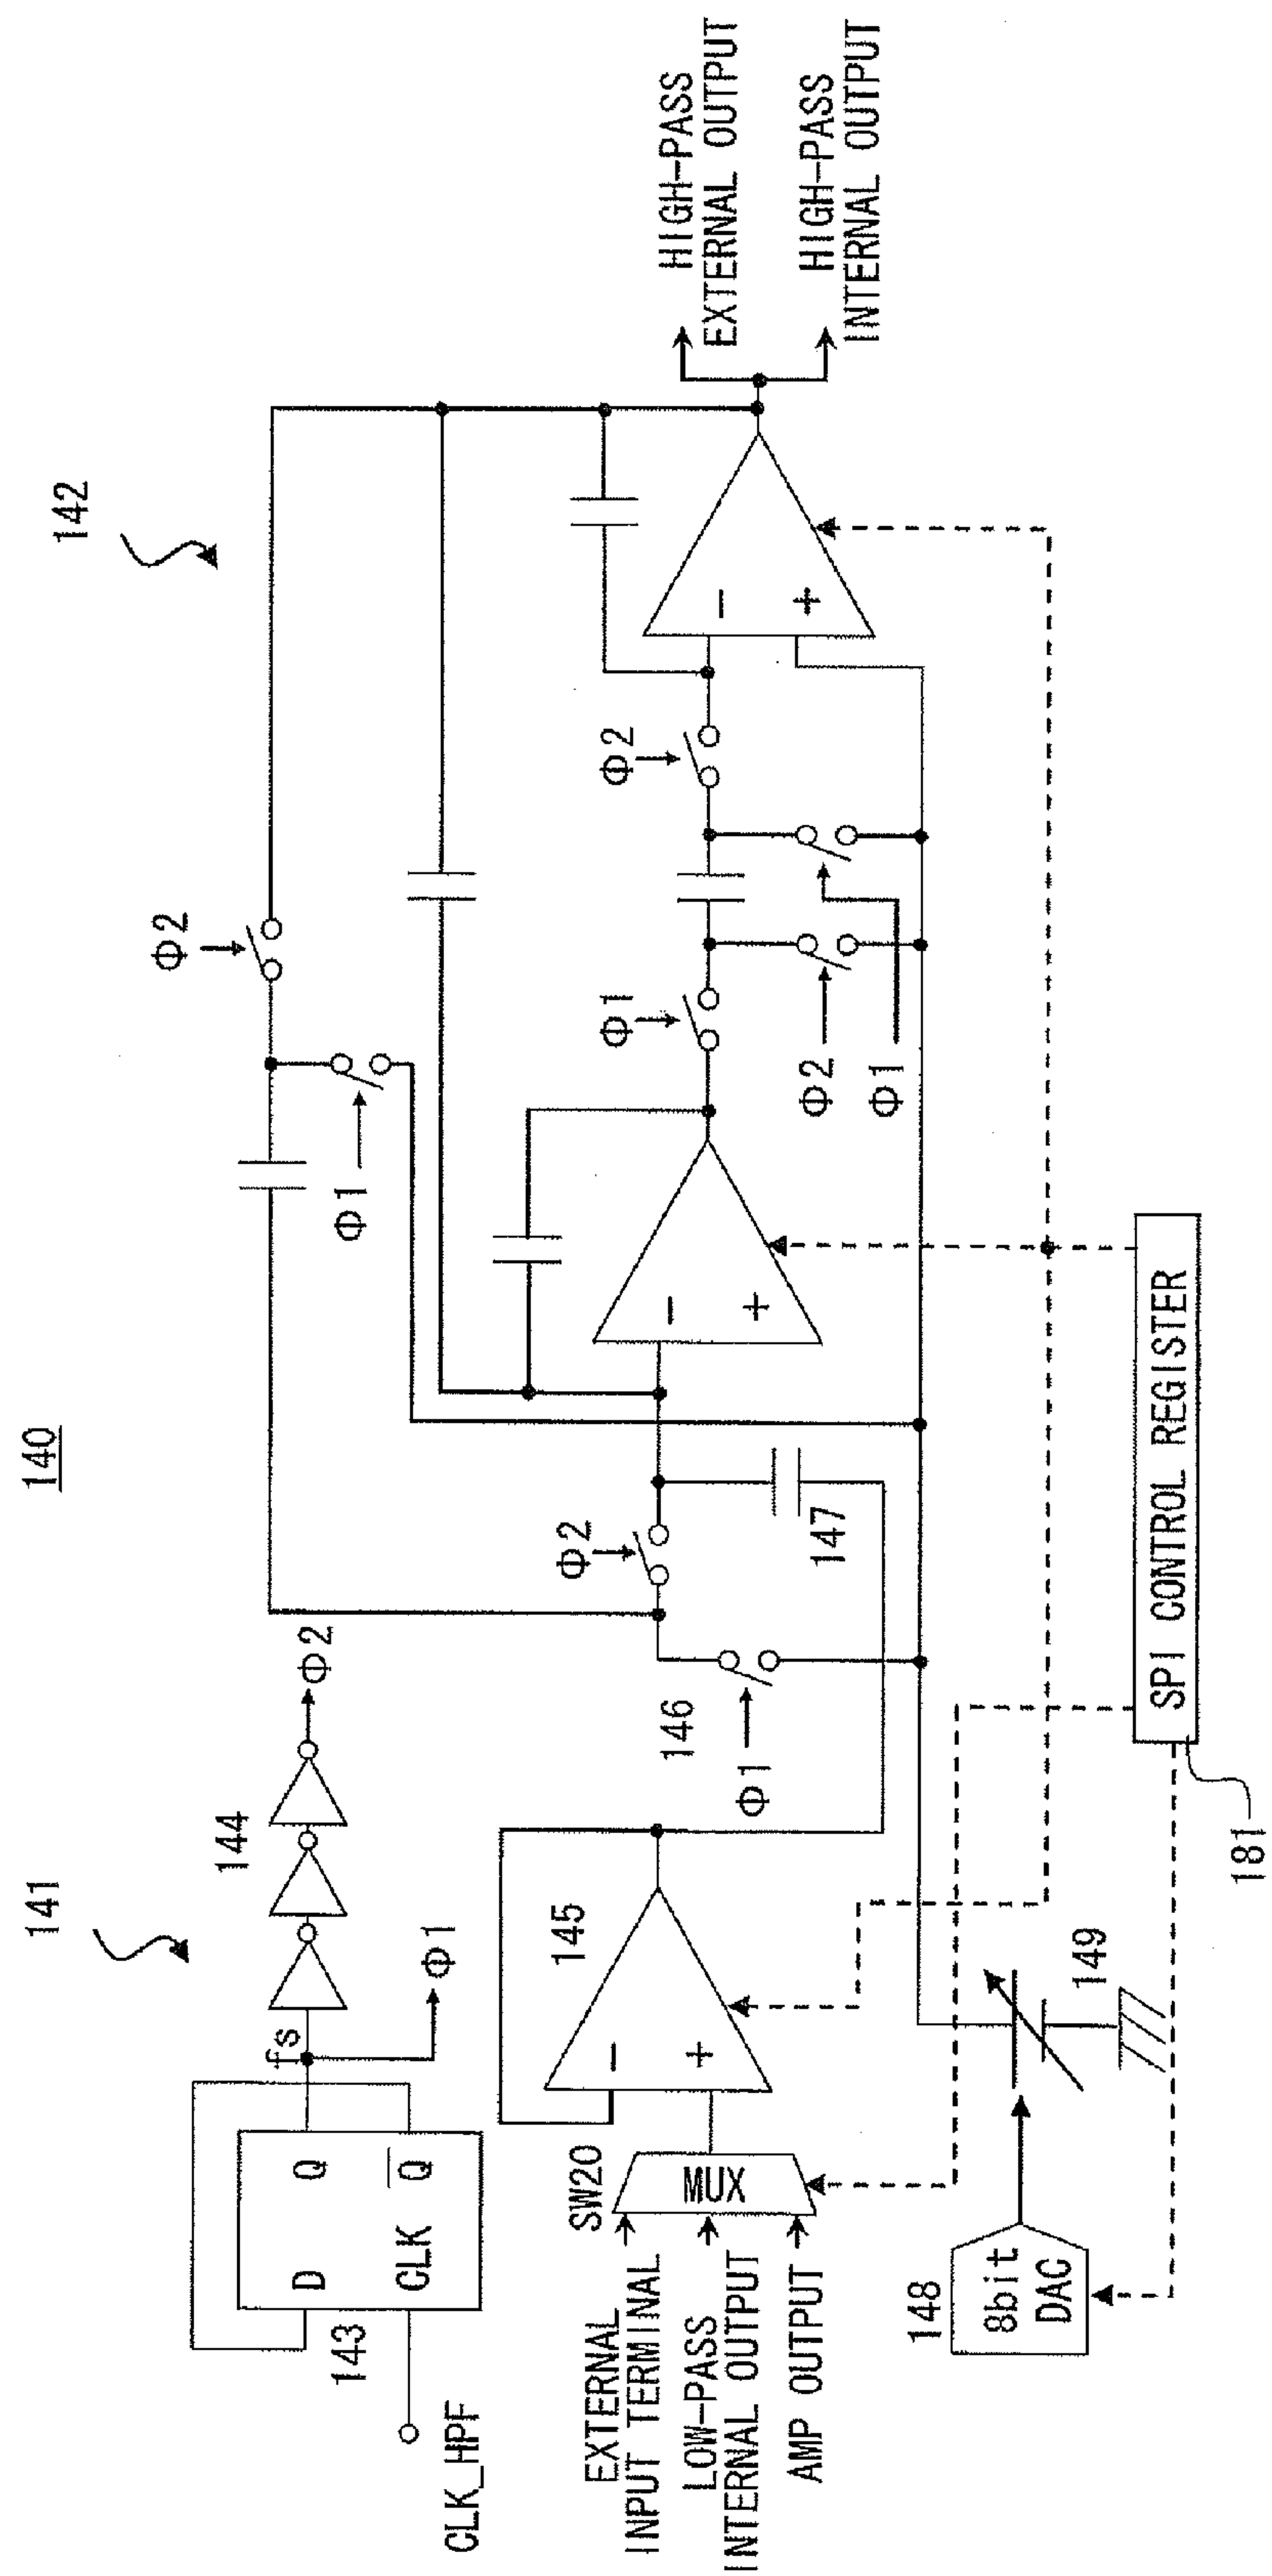 140
141
142
144
Φ2
fs
Φ1
D
Q
CLK
Q
143
CLK_HPF
Φ2
Φ1
Φ2
146
Φ1
147
Φ1
Φ2
Φ1
Φ2
-
+
-
+
HIGH-PASS
EXTERNAL OUTPUT
HIGH-PASS
INTERNAL OUTPUT
EXTERNAL
INPUT TERMINAL
LOW-PASS
INTERNAL OUTPUT
AMP OUTPUT
SW20
MUX
-
+
145
148
8bit
DAC
149
SPI CONTROL REGISTER
181